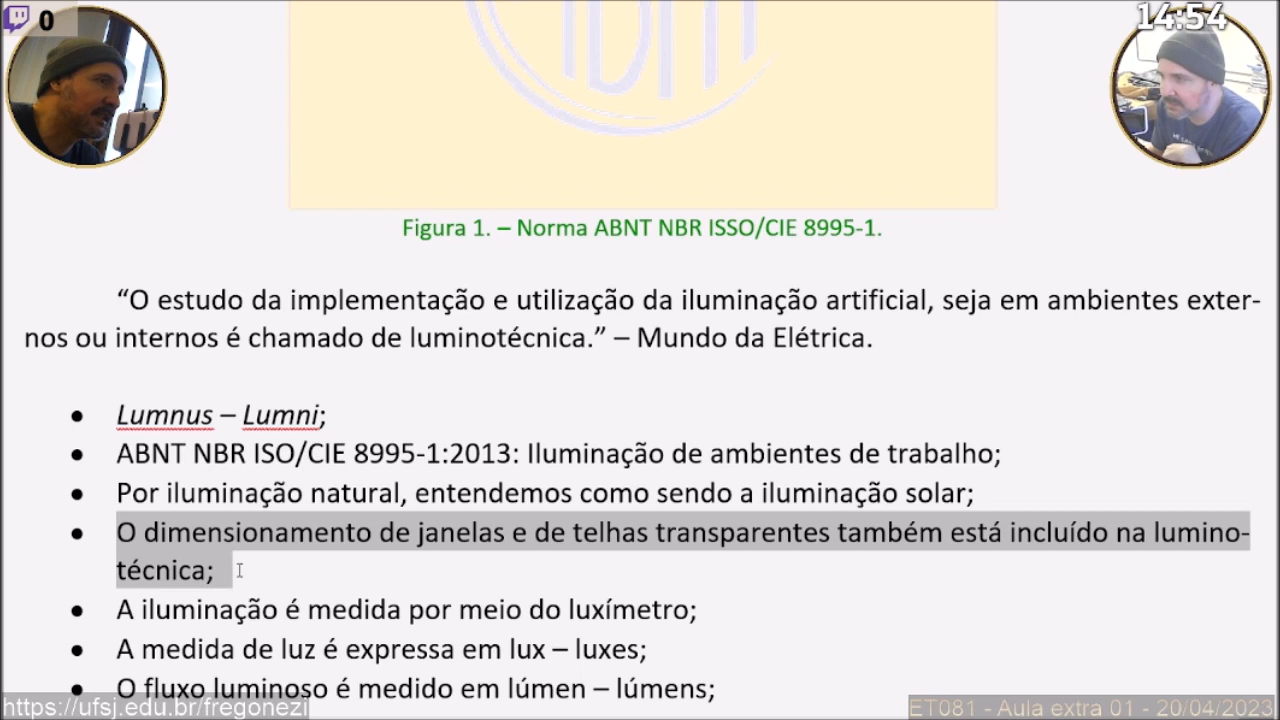 0
14:54
Figura 1. – Norma ABNT NBR ISSO/CIE 8995-1.
“O estudo da implementação e utilização da iluminação artificial, seja em ambientes exter-
nos ou internos é chamado de luminotécnica.” – Mundo da Elétrica.
• Lumnus – Lumni;
• ABNT NBR ISO/CIE 8995-1:2013: Iluminação de ambientes de trabalho;
• Por iluminação natural, entendemos como sendo a iluminação solar;
• O dimensionamento de janelas e de telhas transparentes também está incluído na lumino-
técnica;
• A iluminação é medida por meio do luxímetro;
• A medida de luz é expressa em lux – luxes;
• O fluxo luminoso é medido em lúmen – lúmens;
https://ufsj.edu.br/fregonezi
ET081 - Aula extra 01 - 20/04/2023